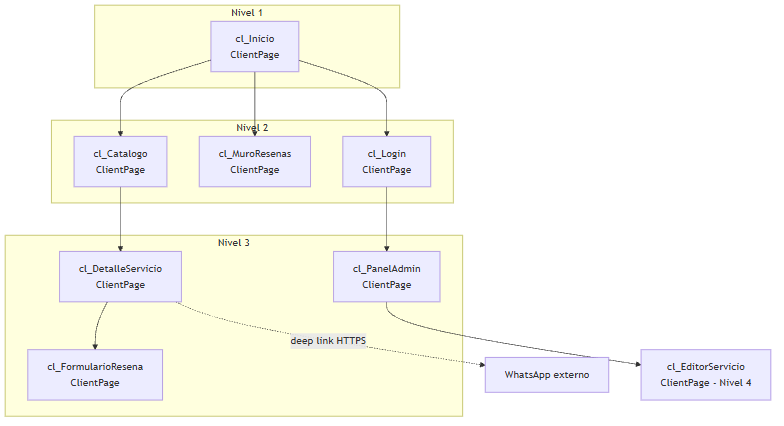 Nivel 1
cl_Inicio
ClientPage
Nivel 2
cl_Catalogo
ClientPage
cl_MuroResenas
ClientPage
cl_Login
ClientPage
Nivel 3
cl_DetalleServicio
ClientPage
cl_PanelAdmin
ClientPage
deep link HTTPS
cl_FormularioResena
ClientPage
WhatsApp externo
cl_EditorServicio
ClientPage - Nivel 4